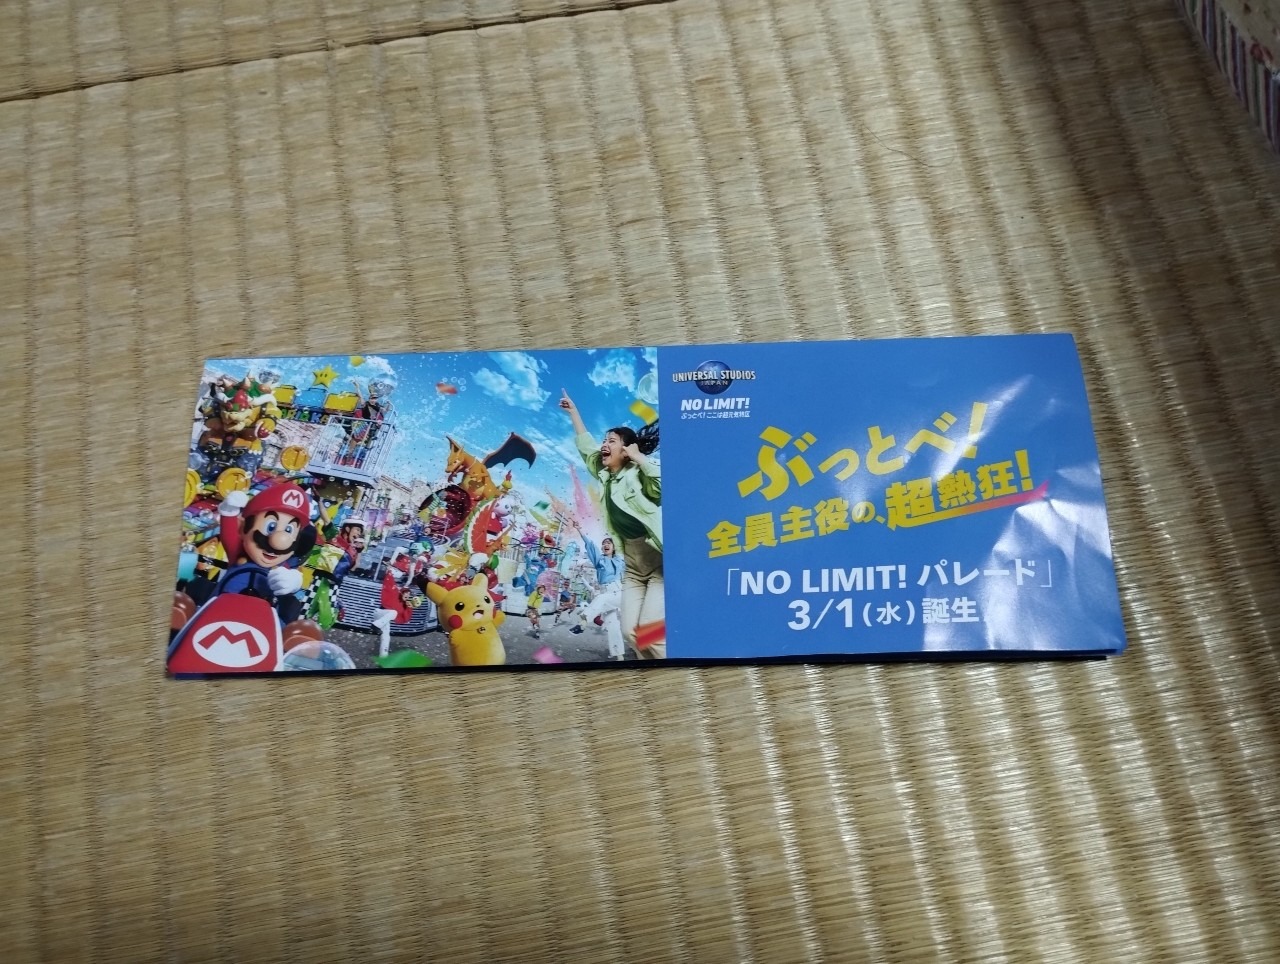 UNIVERSAL STUDIOS
JAPAN
NO LIMIT!
ぶっとべ!ここは超元気特区
ぶっとべ!
全員主役の、超熱狂!
「NO LIMIT! パレード」
3/1(水)誕生
M
M